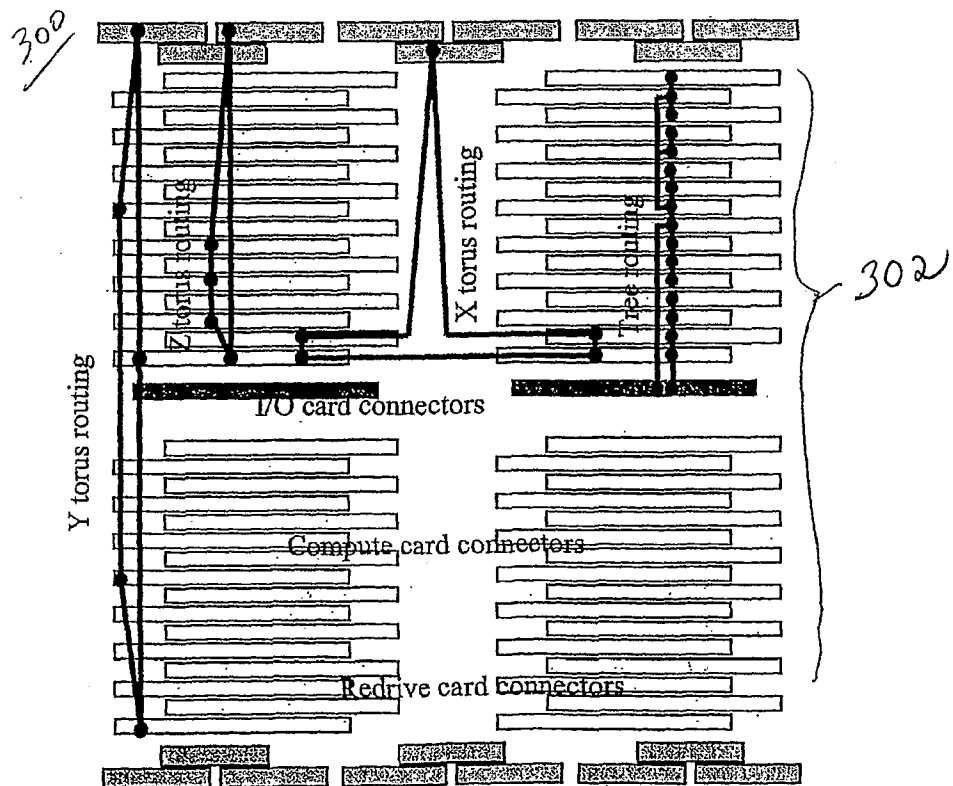 300
Z torus routing
X torus routing
Tree routing
302
Y torus routing
I/O card connectors
Compute card connectors
Redrive card connectors